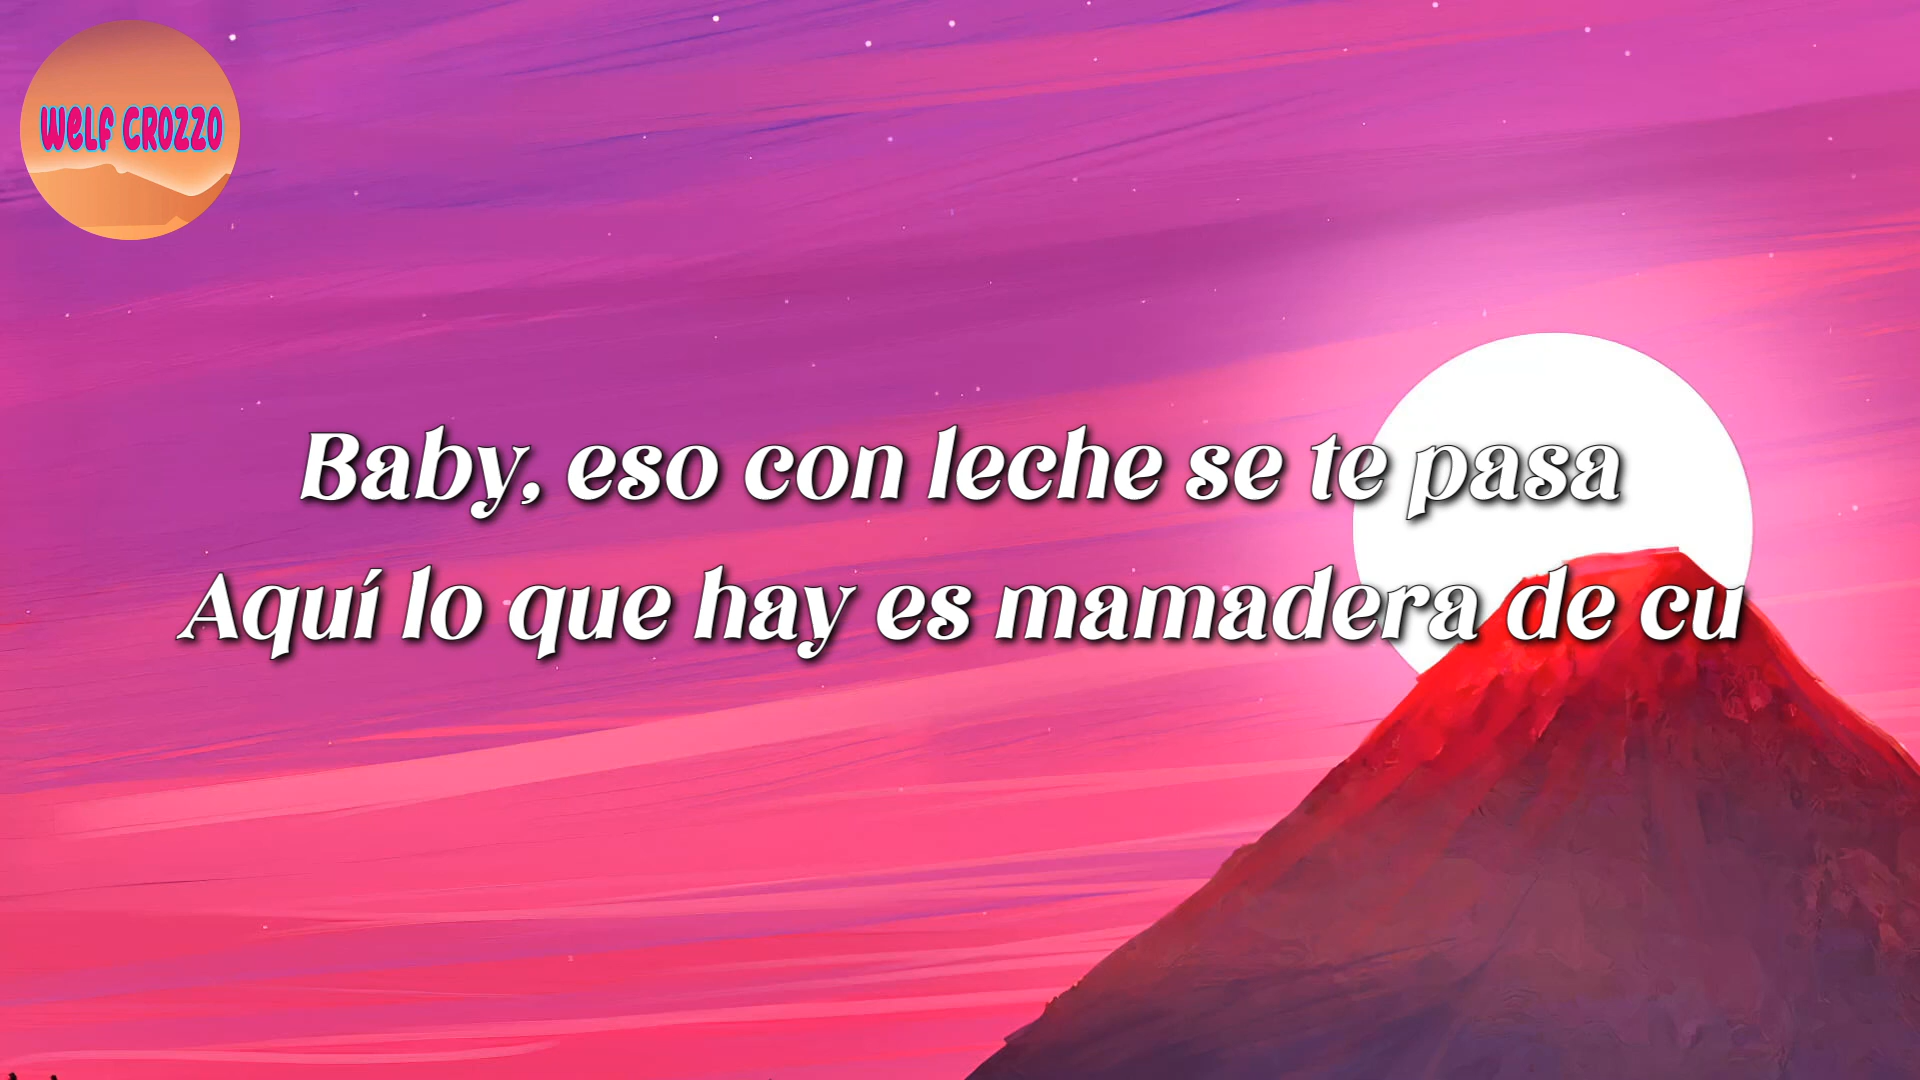 WELF CROZZO
Baby, eso con leche se te pasa
Aquí lo que hay es mamadera de cu